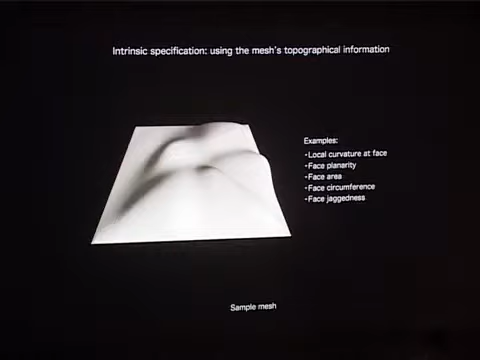 Intrinsic specification: using the mesh's topographical information
Examples:
-Local curvature at face
-Face planarity
-Face area
-Face circumference
-Face jaggedness
Sample mesh